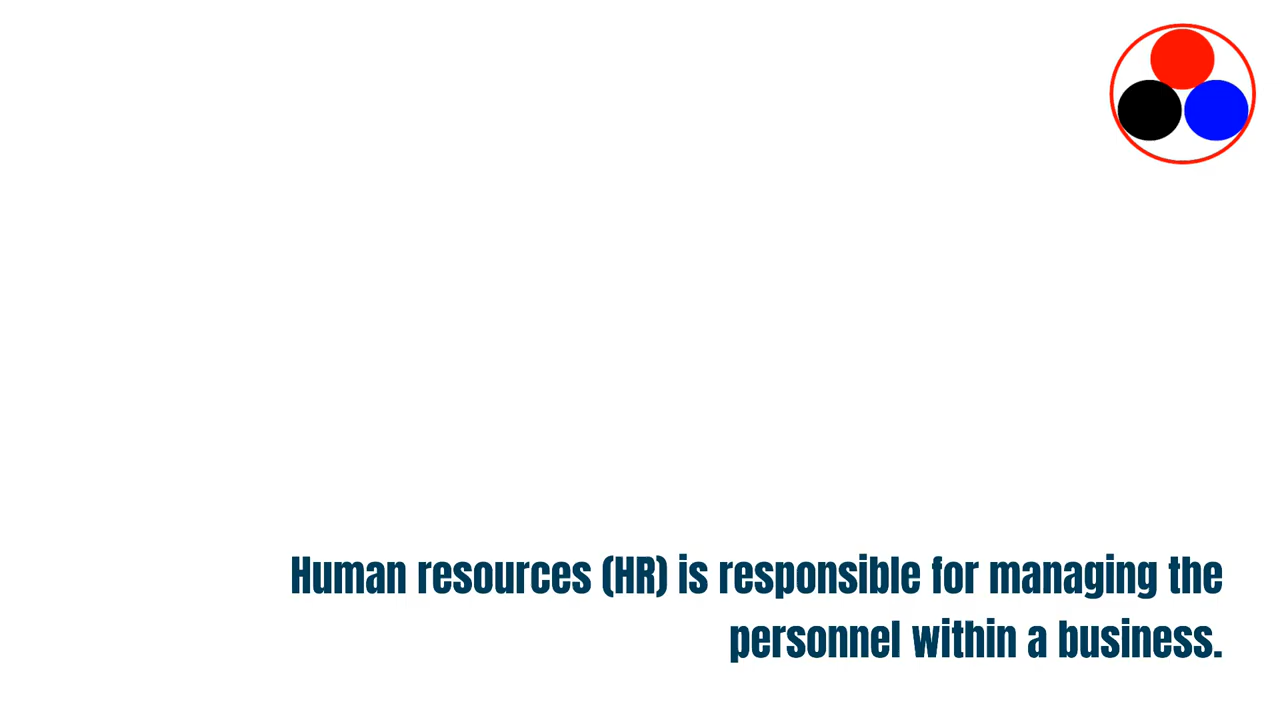 Human resources (HR) is responsible for managing the
personnel within a business.